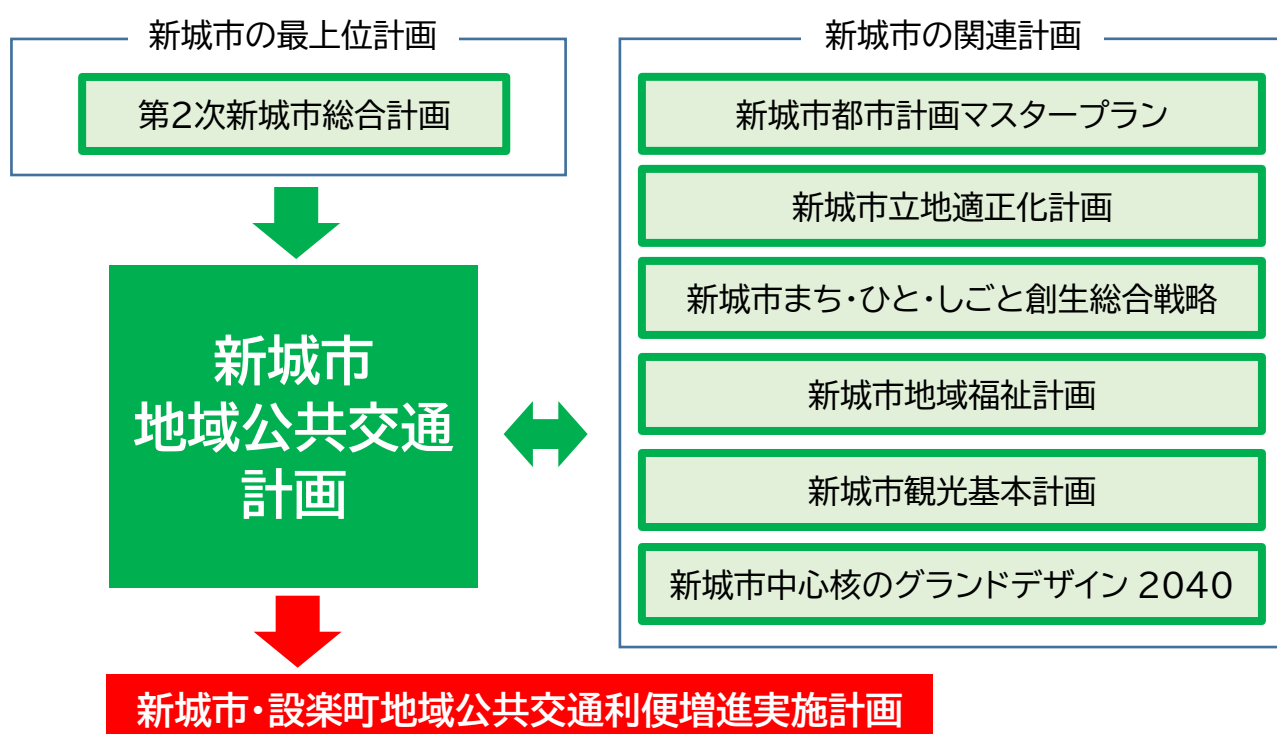 新城市の最上位計画
第2次新城市総合計画
新城市
地域公共交通
計画
新城市・設楽町地域公共交通利便増進実施計画
新城市の関連計画
新城市都市計画マスタープラン
新城市立地適正化計画
新城市まち・ひと・しごと創生総合戦略
新城市地域福祉計画
新城市観光基本計画
新城市中心核のグランドデザイン 2040